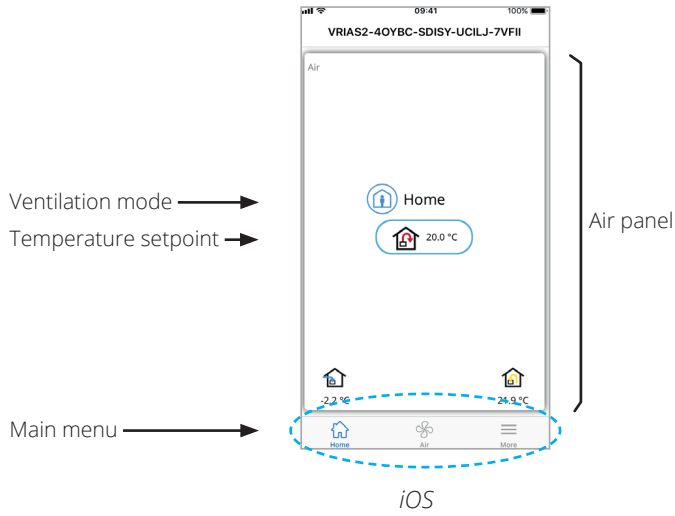 09:41
100%
VRIAS2-4OYBC-SDISY-UCILJ-7VFII
Air
Ventilation mode
Home
Temperature setpoint
20.0 °C
Air panel
-2.2 °C
21.9 °C
Main menu
Home
Air
More
iOS